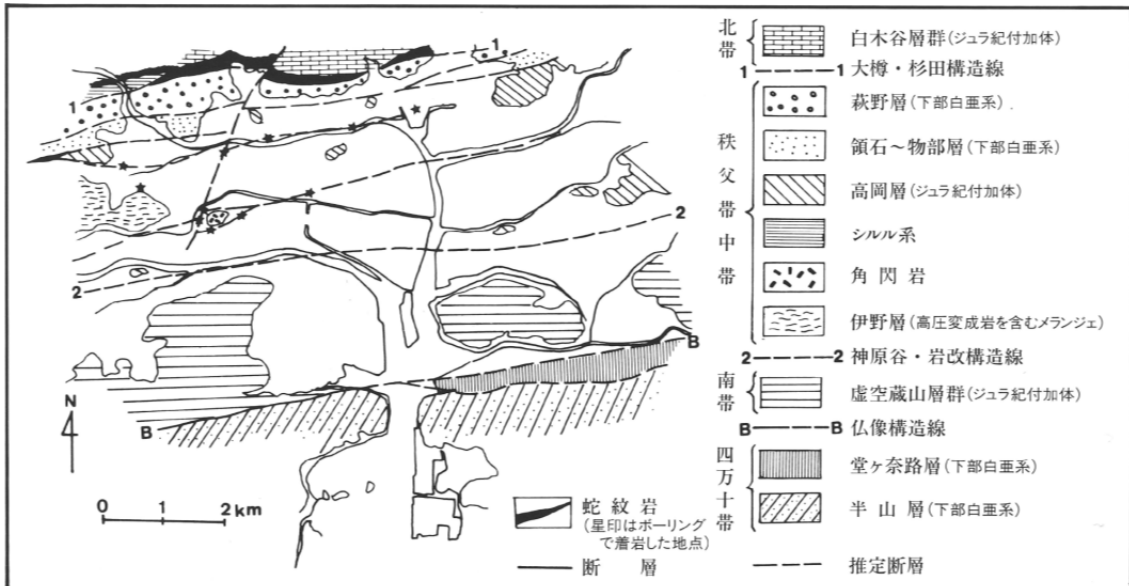 1
1
1
2
2
B
B
N
0 1 2 km
北帯
白木谷層群(ジュラ紀付加体)
1 1 大樽・杉田構造線
秩父帯中帯
萩野層(下部白亜系)
領石〜物部層(下部白亜系)
高岡層(ジュラ紀付加体)
シルル系
角閃岩
伊野層(高圧変成岩を含むメランジェ)
2 2 神原谷・岩改構造線
南帯
虚空蔵山層群(ジュラ紀付加体)
B B 仏像構造線
四万十帯
堂ヶ奈路層(下部白亜系)
半山層(下部白亜系)
蛇紋岩
(星印はボーリング
で着岩した地点)
断層
推定断層